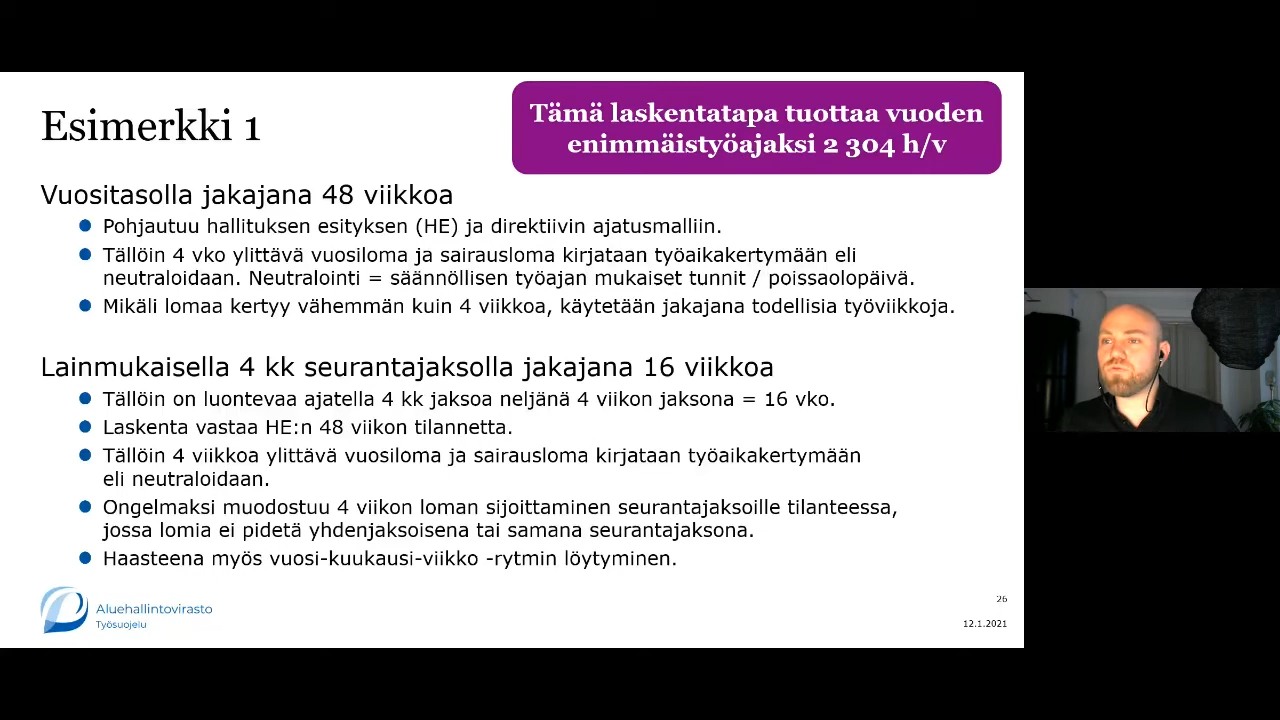 Esimerkki 1
Tämä laskentatapa tuottaa vuoden
enimmäistyöajaksi 2 304 h/v
Vuositasolla jakajana 48 viikkoa
Pohjautuu hallituksen esityksen (HE) ja direktiivin ajatusmalliin.
Tällöin 4 vko ylittävä vuosiloma ja sairausloma kirjataan työaikakertymään eli
neutraloidaan. Neutralointi = säännöllisen työajan mukaiset tunnit / poissaolopäivä.
Mikäli lomaa kertyy vähemmän kuin 4 viikkoa, käytetään jakajana todellisia työviikkoja.
Lainmukaisella 4 kk seurantajaksolla jakajana 16 viikkoa
Tällöin on luontevaa ajatella 4 kk jaksoa neljänä 4 viikon jaksona = 16 vko.
Laskenta vastaa HE:n 48 viikon tilannetta.
Tällöin 4 viikkoa ylittävä vuosiloma ja sairausloma kirjataan työaikakertymään
eli neutraloidaan.
Ongelmaksi muodostuu 4 viikon loman sijoittaminen seurantajaksoille tilanteessa,
jossa lomia ei pidetä yhdenjaksoisena tai samana seurantajaksona.
Haasteena myös vuosi-kuukausi-viikko -rytmin löytyminen.
Aluehallintovirasto
Työsuojelu
26
12.1.2021